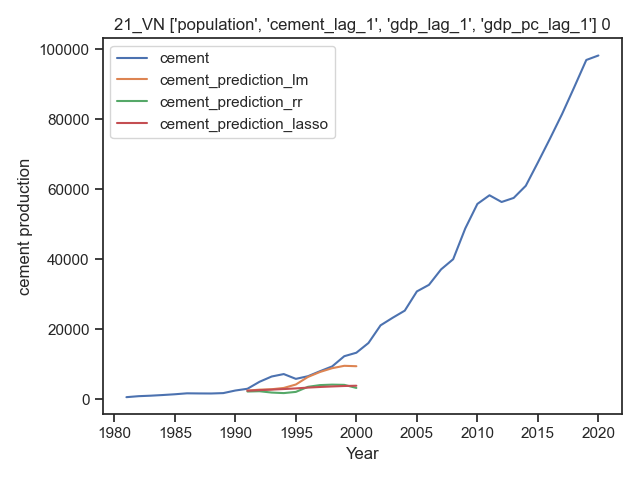 21_VN ['population', 'cement_lag_1', 'gdp_lag_1', 'gdp_pc_lag_1'] 0
cement
cement_prediction_lm
cement_prediction_rr
cement_prediction_lasso
100000
80000
60000
40000
20000
0
cement production
1980 1985 1990 1995 2000 2005 2010 2015 2020
Year